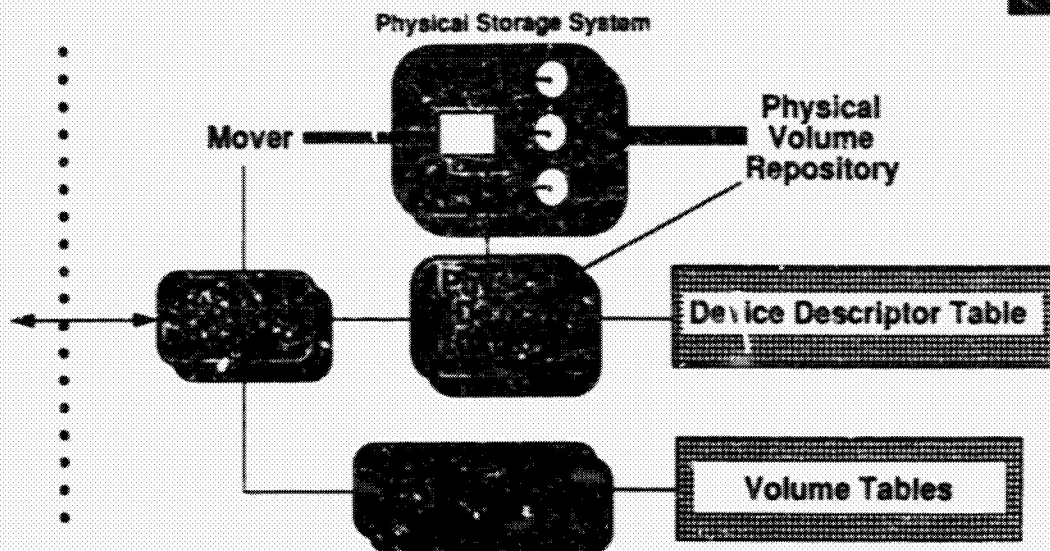 Physical Storage System
Mover
Physical
Volume
Repository
Device Descriptor Table
Volume Tables